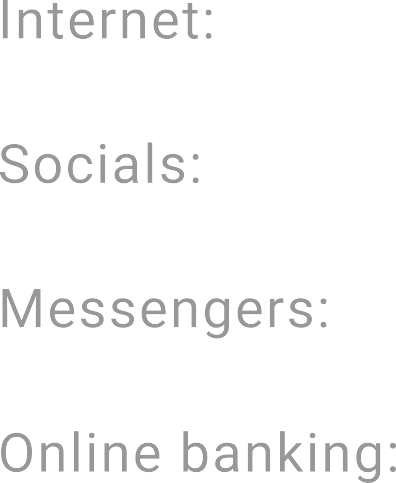 Internet:
Socials:
Messengers:
Online banking: